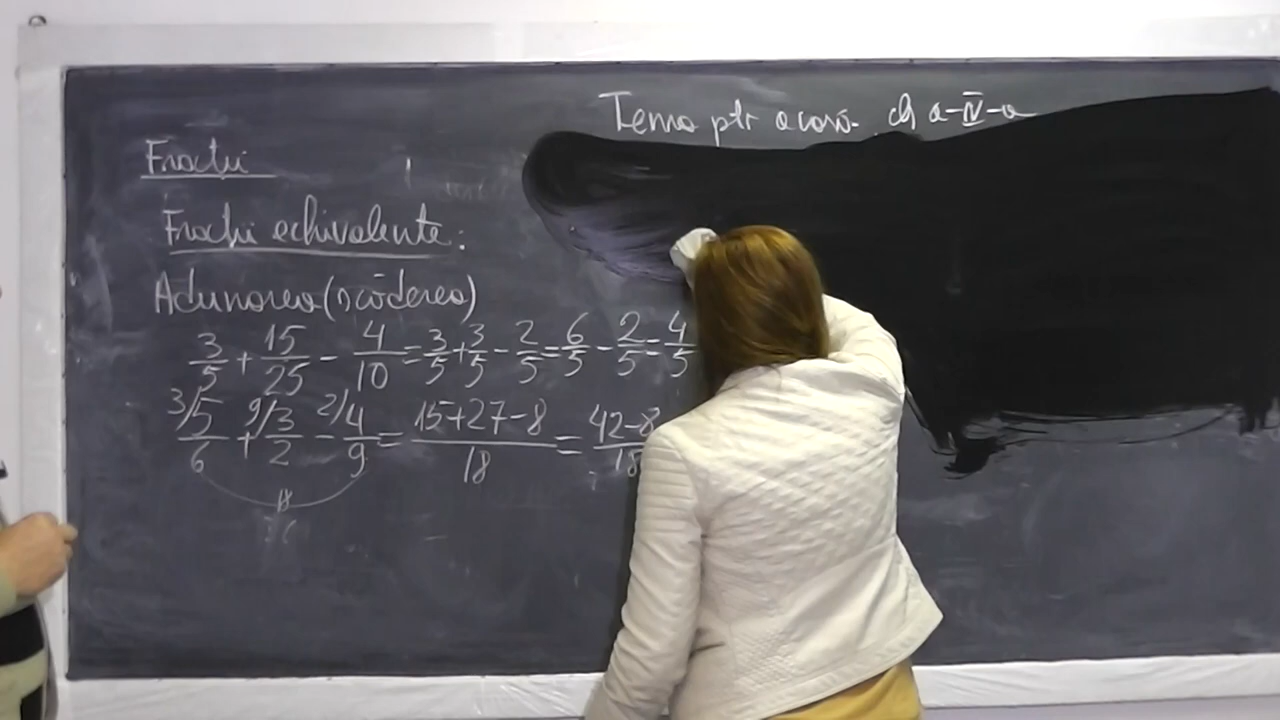 Tema ptr acasă cls a-IV-a
Fracții
Fracții echivalente:
Adunarea (scăderea)
3/5 + 15/25 - 4/10 = 3/5 + 3/5 - 2/5 = 6/5 - 2/5 = 4/5
3/ 5/6 + 9/ 3/2 - 2/ 4/9 = 15+27-8/18 = 42-8/18
18